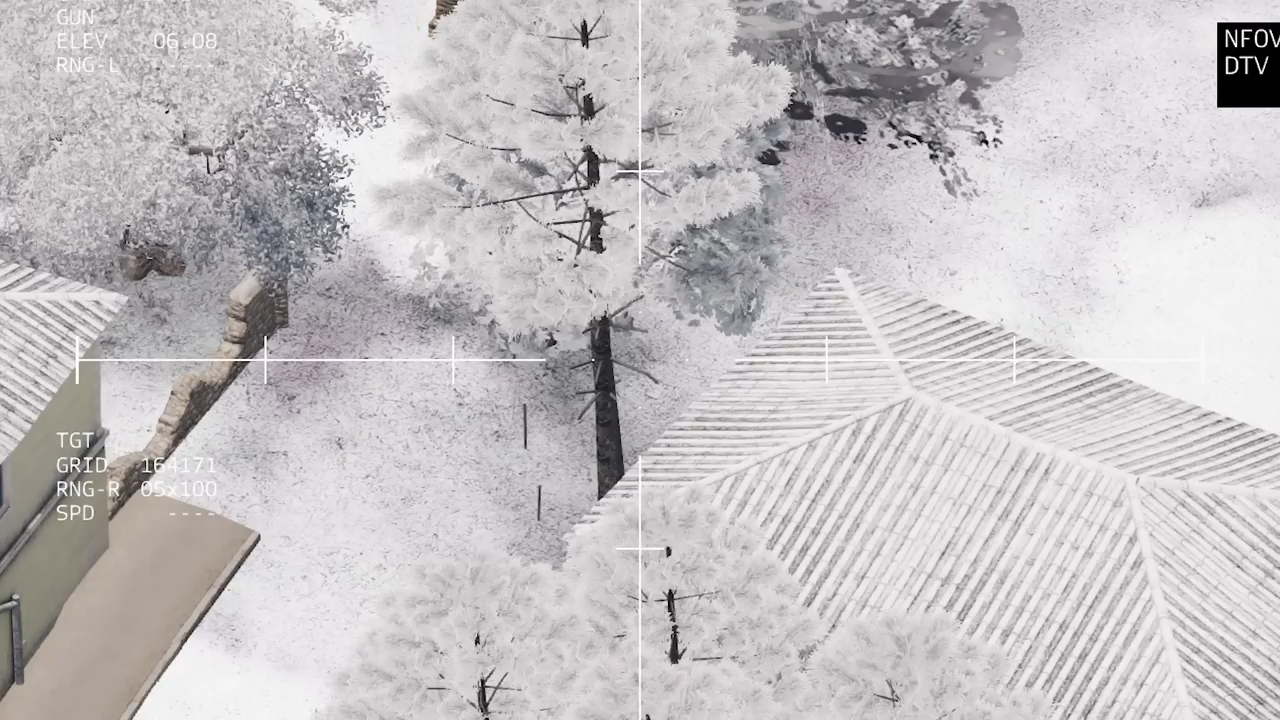 GUN
ELEV 06.08
RNG-L ----
NFOV
DTV
TGT
GRID 164171
RNG-R 05x100
SPD ----